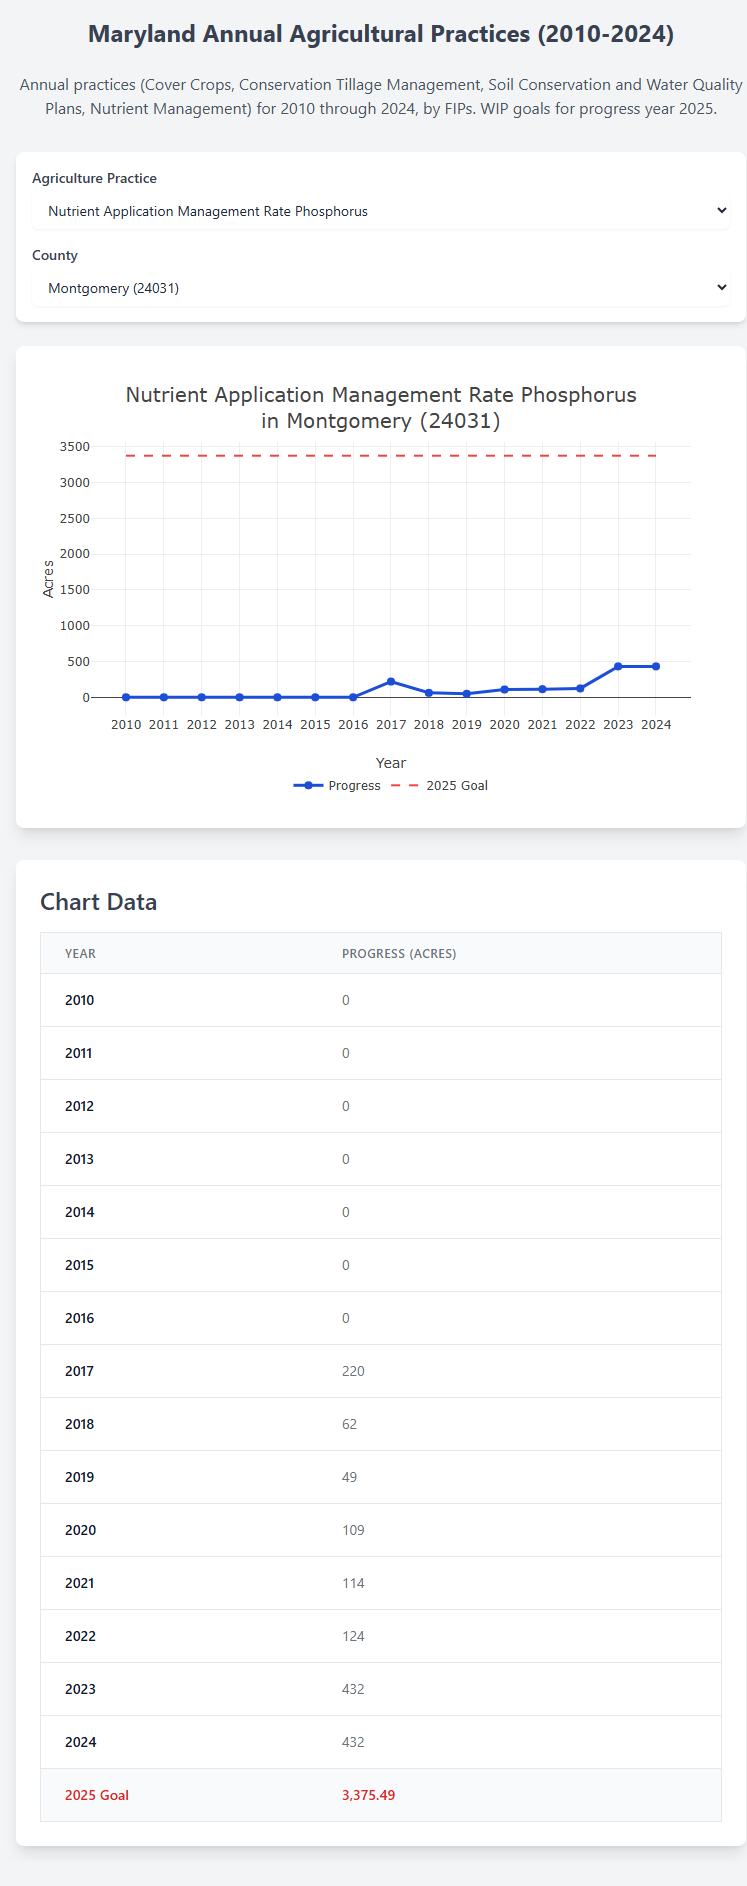 Maryland Annual Agricultural Practices (2010-2024)
Annual practices (Cover Crops, Conservation Tillage Management, Soil Conservation and Water Quality
Plans, Nutrient Management) for 2010 through 2024, by FIPs. WIP goals for progress year 2025.
Agriculture Practice
Nutrient Application Management Rate Phosphorus
County
Montgomery (24031)
Nutrient Application Management Rate Phosphorus
in Montgomery (24031)
3500
3000
2500
2000
1500
1000
500
0
Acres
2010 2011 2012 2013 2014 2015 2016 2017 2018 2019 2020 2021 2022 2023 2024
Year
Progress 2025 Goal
Chart Data
YEAR PROGRESS (ACRES)
2010 0
2011 0
2012 0
2013 0
2014 0
2015 0
2016 0
2017 220
2018 62
2019 49
2020 109
2021 114
2022 124
2023 432
2024 432
2025 Goal 3,375.49